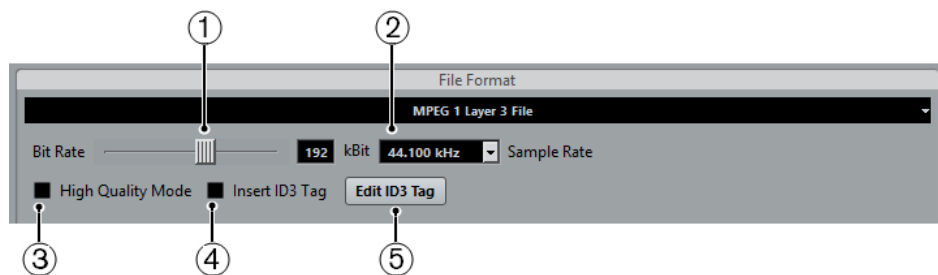 ① ②
File Format
MPEG 1 Layer 3 File
Bit Rate 192 kBit 44.100 kHz Sample Rate
High Quality Mode Insert ID3 Tag Edit ID3 Tag
③ ④ ⑤